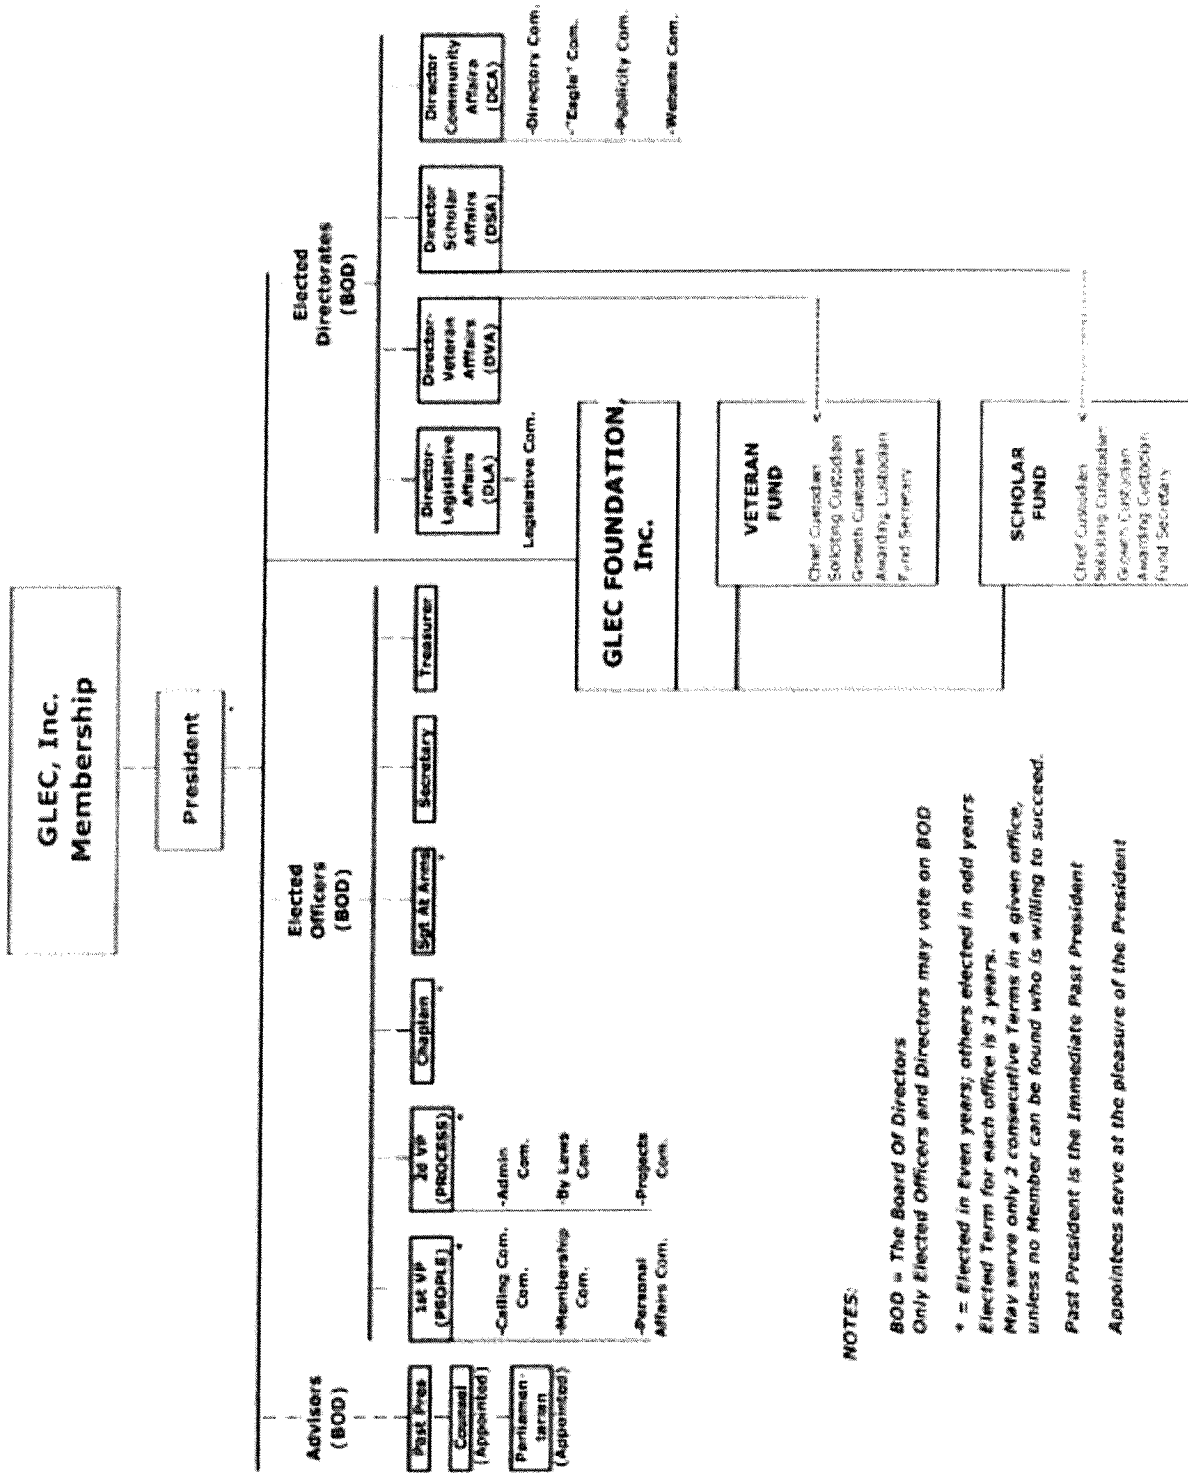 GLEC, Inc.
Membership
President
*
Advisors
(BOD)
Past Pres
Counsel
(Appointed)
Parliamen-
tarian
(Appointed)
Elected
Officers
(BOD)
1st VP
(PEOPLE)
*
-Calling Com.
Com.
-Membership
Com.
-Personal
Affairs Com.
2d VP
(PROCESS)
*
-Admin
Com.
-By Laws
Com.
-Projects
Com.
Chaplain
*
Sgt At Arms
*
Secretary
Treasurer
Elected
Directorates
(BOD)
Director-
Legislative
Affairs
(DLA)
Legislative Com.
Director-
Veteran
Affairs
(DVA)
Director
Scholar
Affairs
(DSA)
Director
Community
Affairs
(DCA)
-Directory Com.
-"Eagle" Com.
-Publicity Com.
-Website Com.
GLEC FOUNDATION,
Inc.
VETERAN
FUND
Chief Custodian
Soliciting Custodian
Growth Custodian
Awarding Custodian
Fund Secretary
SCHOLAR
FUND
Chief Custodian
Soliciting Custodian
Growth Custodian
Awarding Custodian
Fund Secretary
NOTES:
BOD = The Board Of Directors
Only Elected Officers and Directors may vote on BOD
* = Elected in Even years; others elected in odd years
Elected Term for each office is 2 years.
May serve only 2 consecutive Terms in a given office,
unless no Member can be found who is willing to succeed.
Past President is the Immediate Past President
Appointees serve at the pleasure of the President